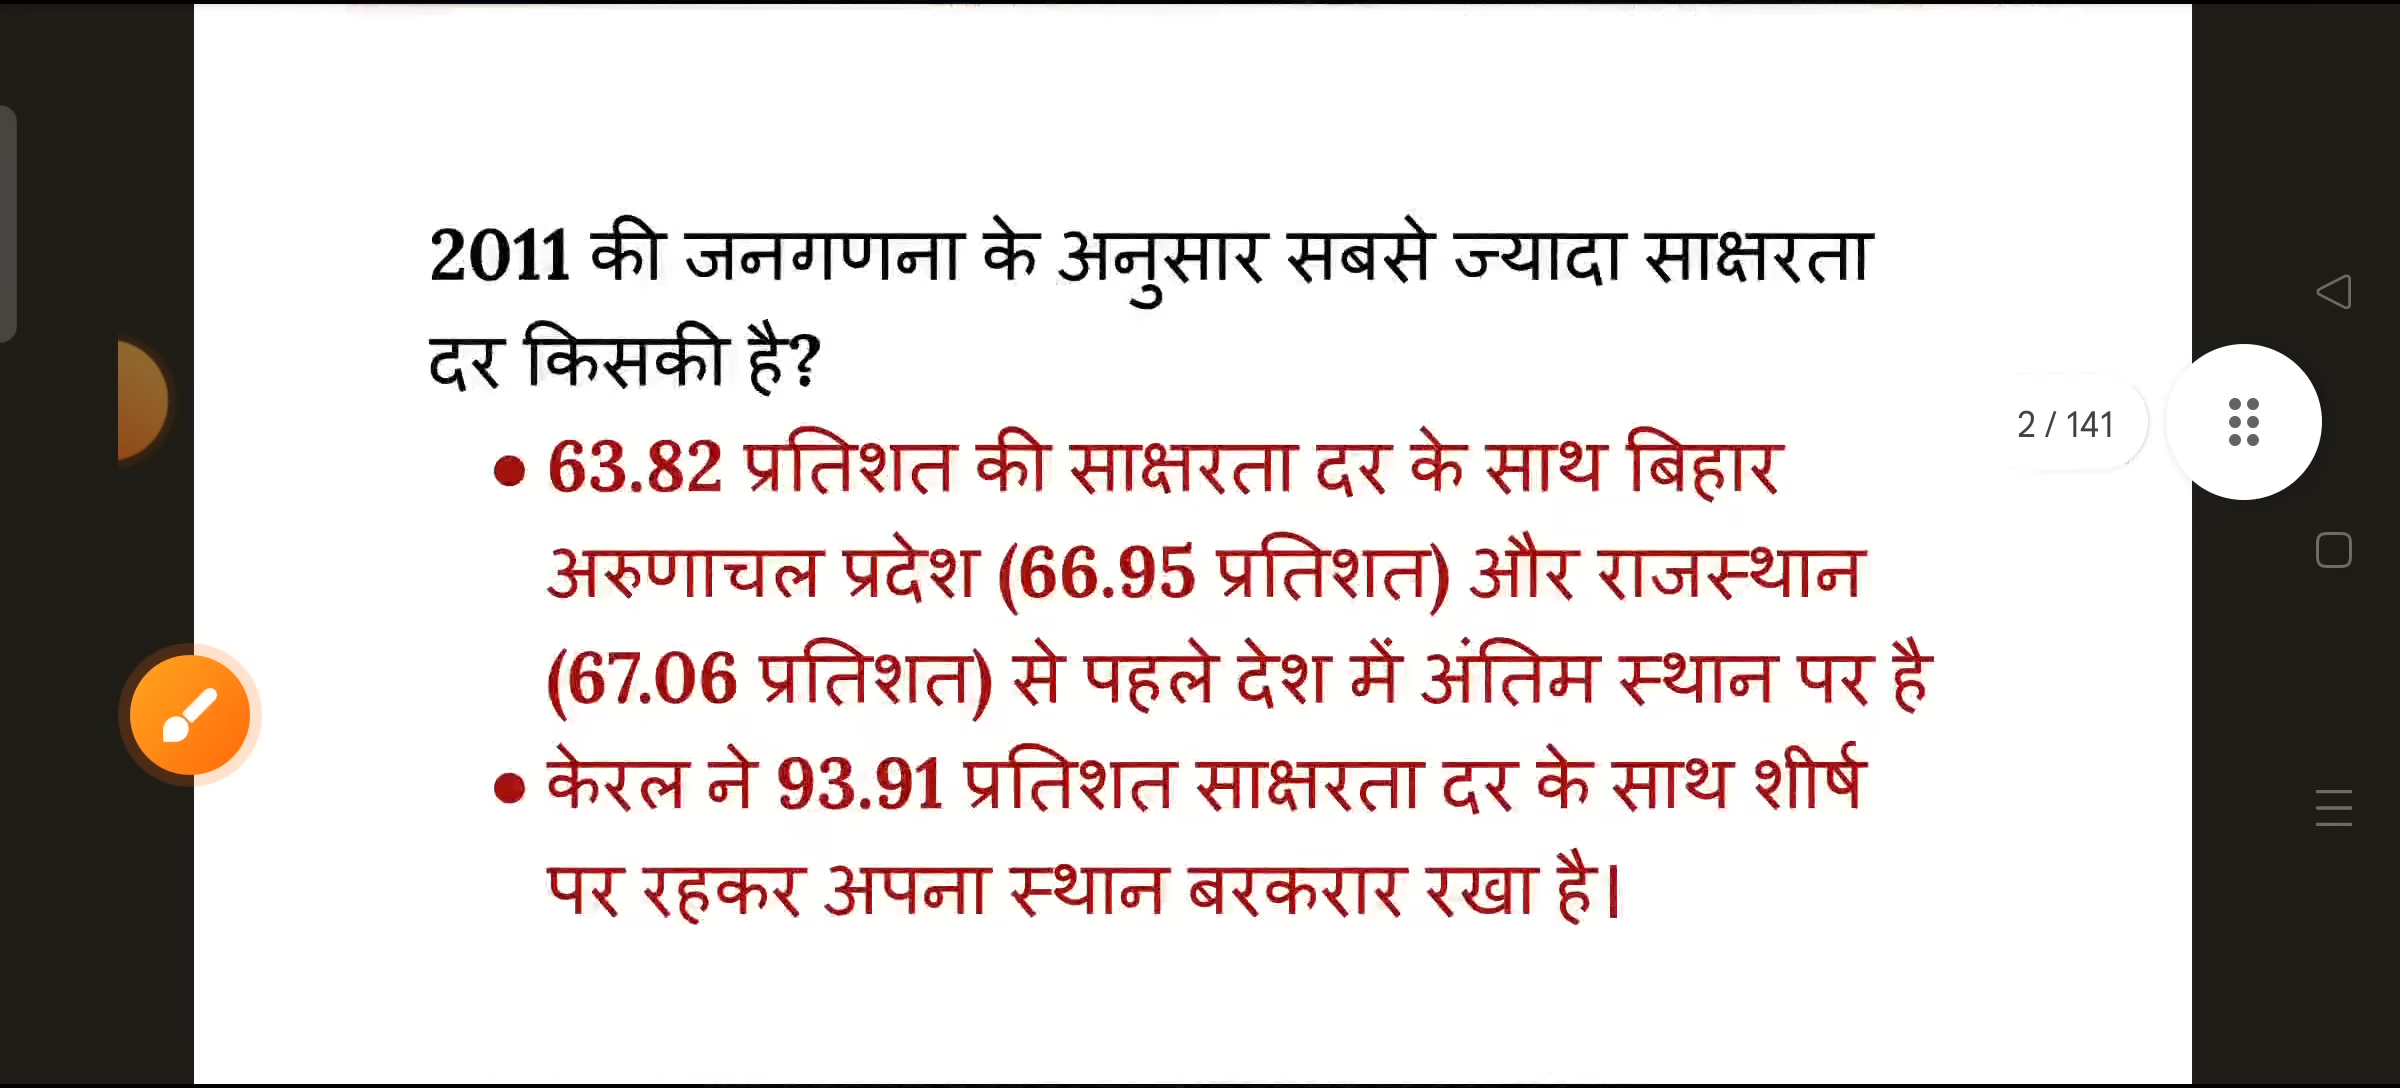 2011 की जनगणना के अनुसार सबसे ज्यादा साक्षरता
दर किसकी है?
● 63.82 प्रतिशत की साक्षरता दर के साथ बिहार
अरुणाचल प्रदेश (66.95 प्रतिशत) और राजस्थान
(67.06 प्रतिशत) से पहले देश में अंतिम स्थान पर है
● केरल ने 93.91 प्रतिशत साक्षरता दर के साथ शीर्ष
पर रहकर अपना स्थान बरकरार रखा है।
2 / 141